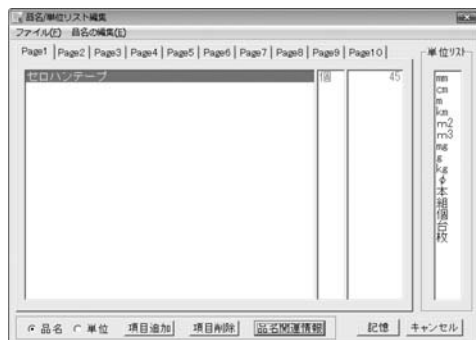 品名/単位リスト編集
ファイル(F) 品名の編集(E)
Page1 Page2 Page3 Page4 Page5 Page6 Page7 Page8 Page9 Page10
単位リスト
セロハンテープ 個 45
mm
cm
m
km
m2
m3
mg
g
kg
φ
本
組
個
台
枚
品名 単位 項目追加 項目削除 品名関連情報 記憶 キャンセル